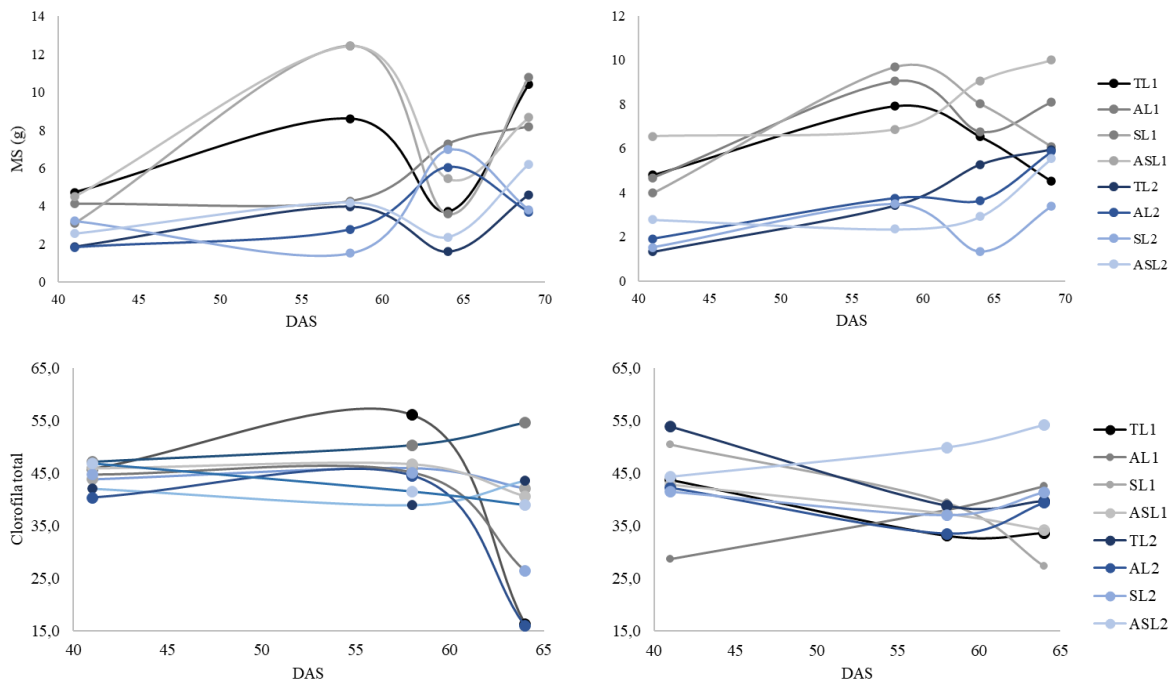 MS (g)
14
12
10
8
6
4
2
0
40 45 50 55 60 65 70
DAS
12
10
8
6
4
2
0
40 45 50 55 60 65 70
DAS
TL1
AL1
SL1
ASL1
TL2
AL2
SL2
ASL2
Clorofila total
65,0
55,0
45,0
35,0
25,0
15,0
40 45 50 55 60 65
DAS
65,0
55,0
45,0
35,0
25,0
15,0
40 45 50 55 60 65
DAS
TL1
AL1
SL1
ASL1
TL2
AL2
SL2
ASL2